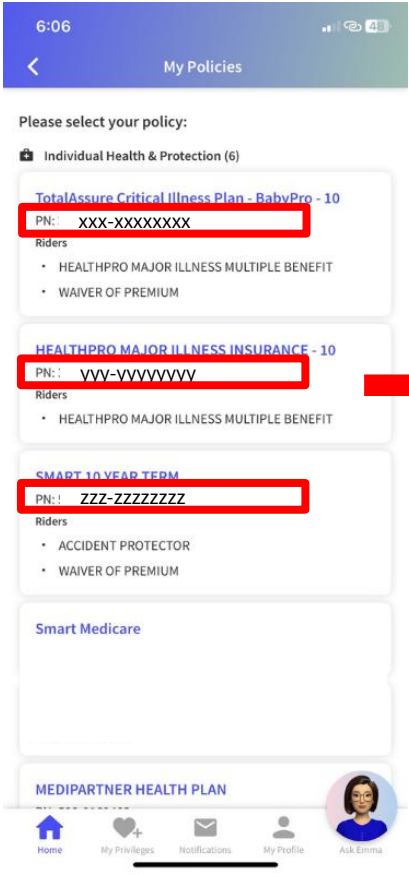 6:06
48
My Policies
Please select your policy:
Individual Health & Protection (6)
TotalAssure Critical Illness Plan - BabyPro - 10
PN: xxx-xxxxxxxx
Riders
• HEALTHPRO MAJOR ILLNESS MULTIPLE BENEFIT
• WAIVER OF PREMIUM
HEALTHPRO MAJOR ILLNESS INSURANCE - 10
PN: yyy-yyyyyyyy
Riders
• HEALTHPRO MAJOR ILLNESS MULTIPLE BENEFIT
SMART 10 YEAR TERM
PN: zzz-zzzzzzzz
Riders
• ACCIDENT PROTECTOR
• WAIVER OF PREMIUM
Smart Medicare
MEDIPARTNER HEALTH PLAN
Home My Privileges Notifications My Profile Ask Emma